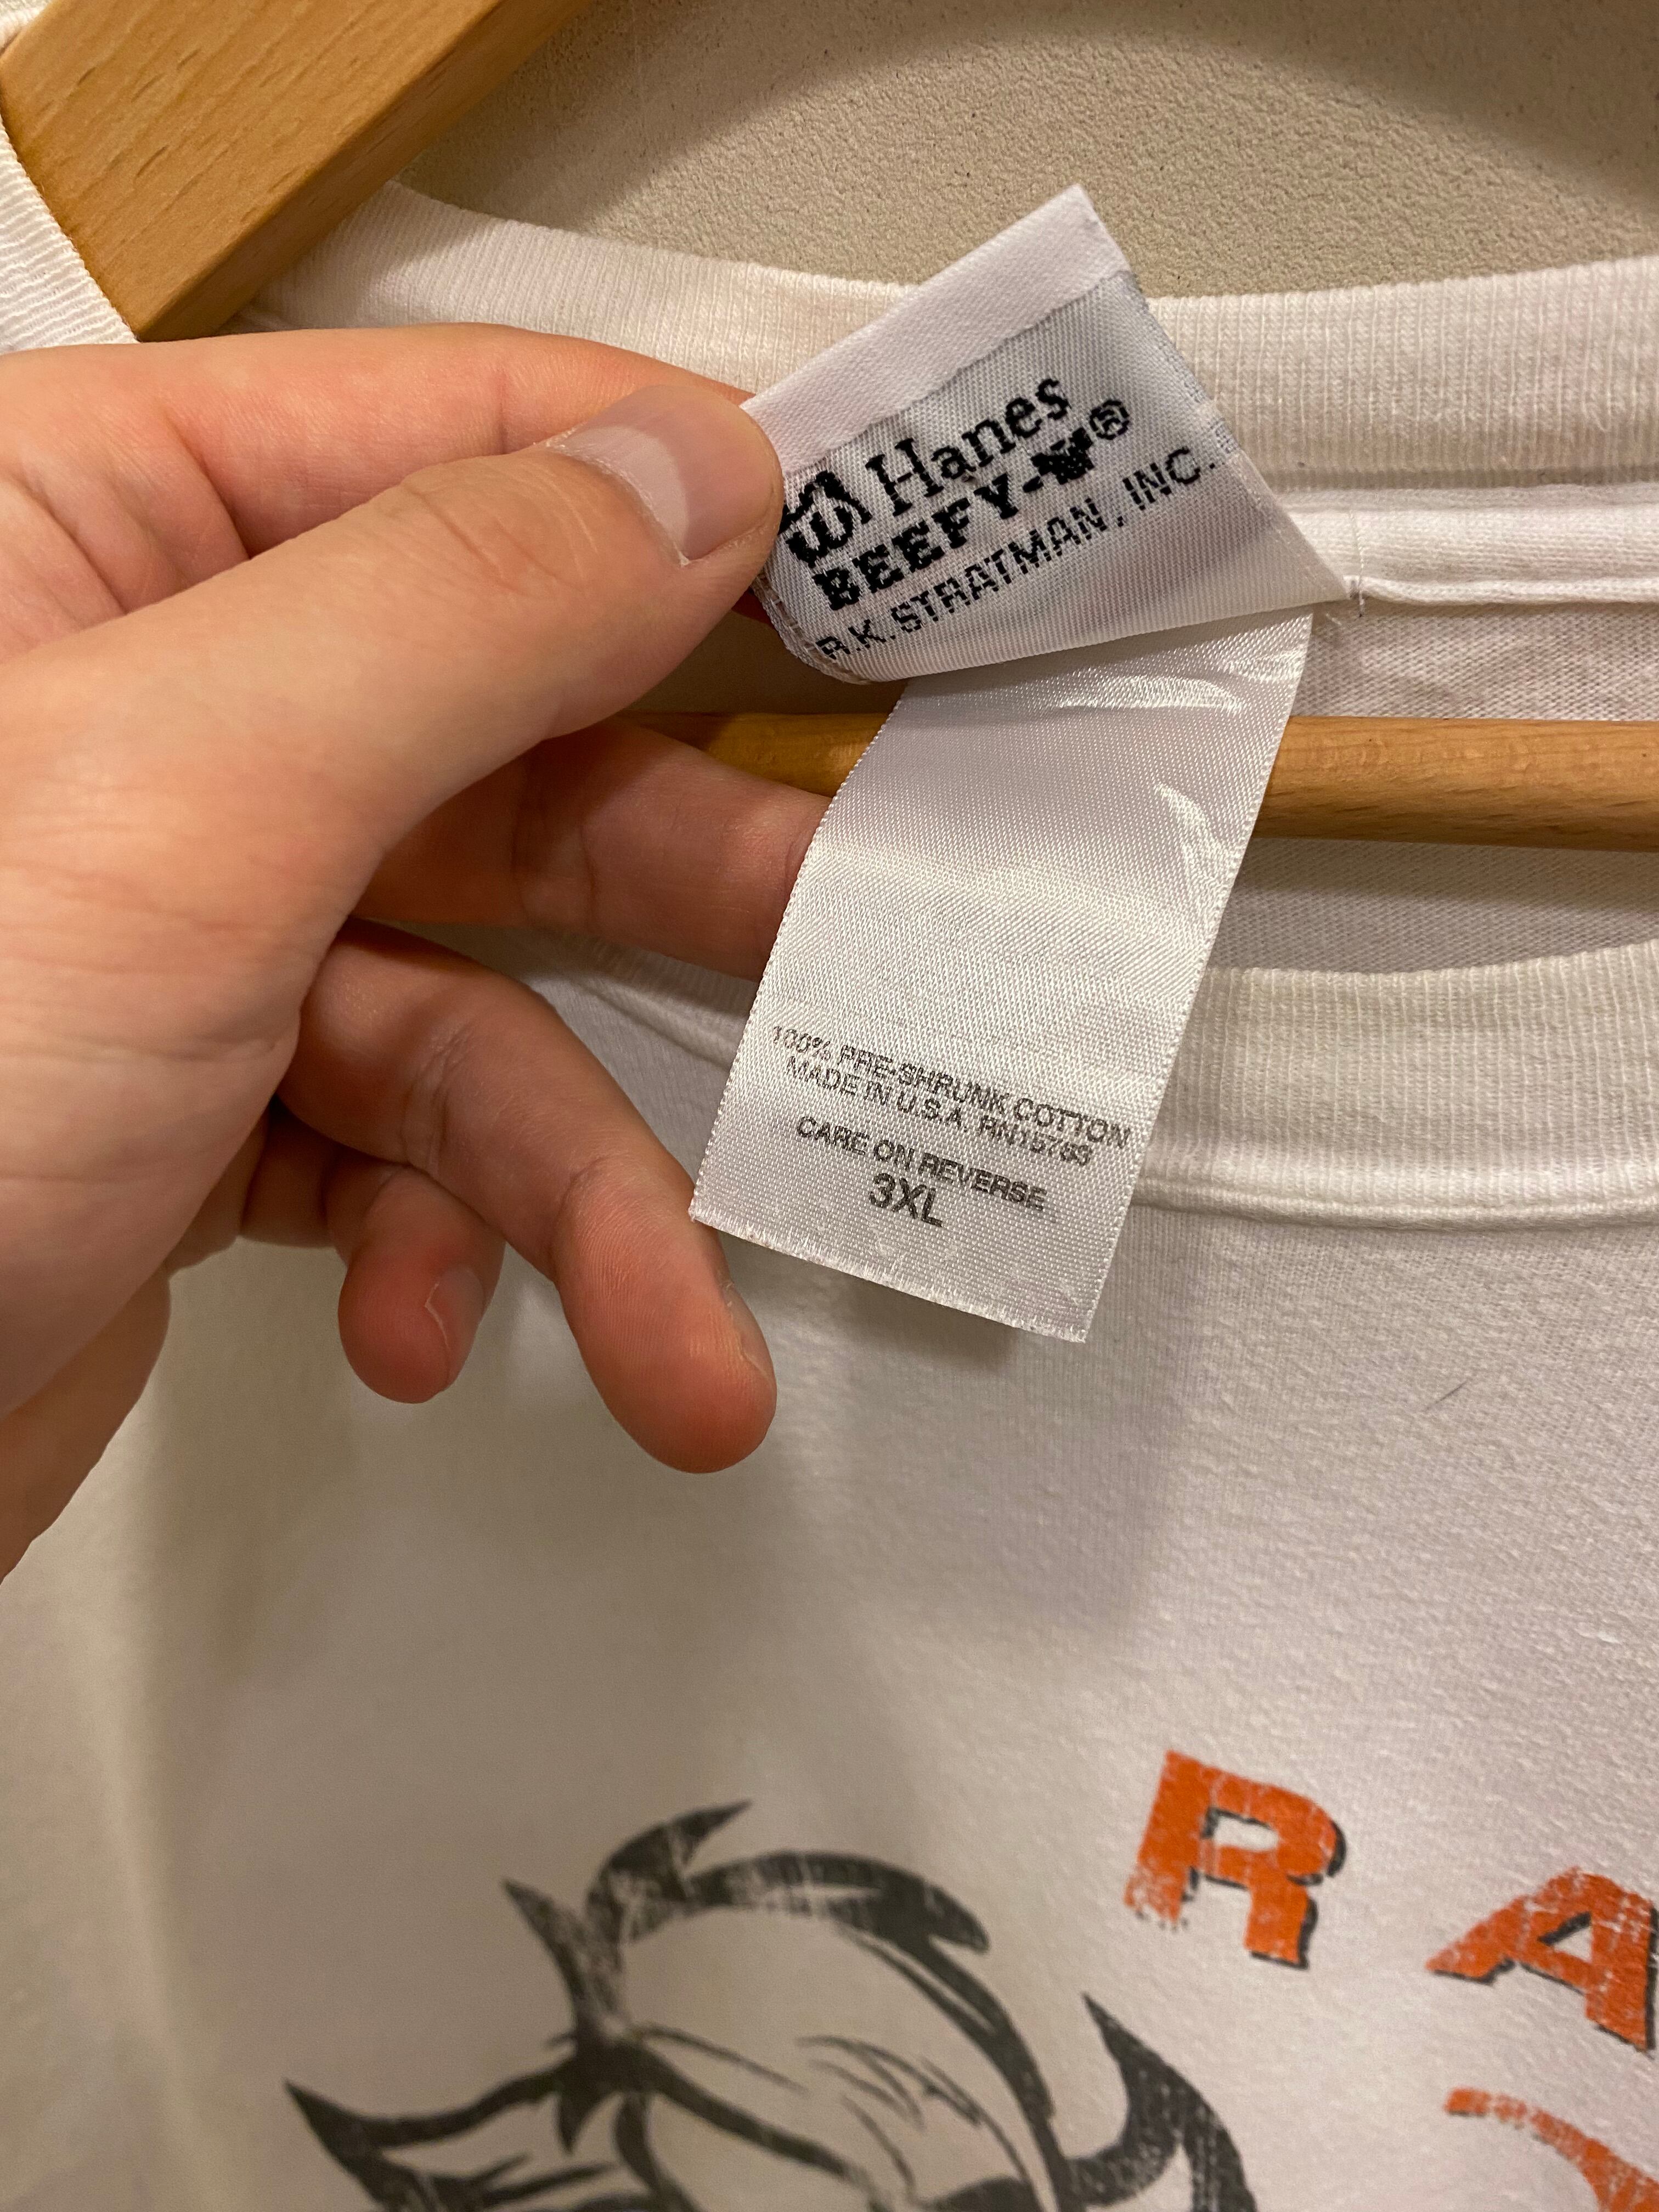 Hanes
BEEFY-T®
R.K. STRATMAN, INC.
100% PRE-SHRUNK COTTON
MADE IN U.S.A. RN15763
CARE ON REVERSE
3XL
RA